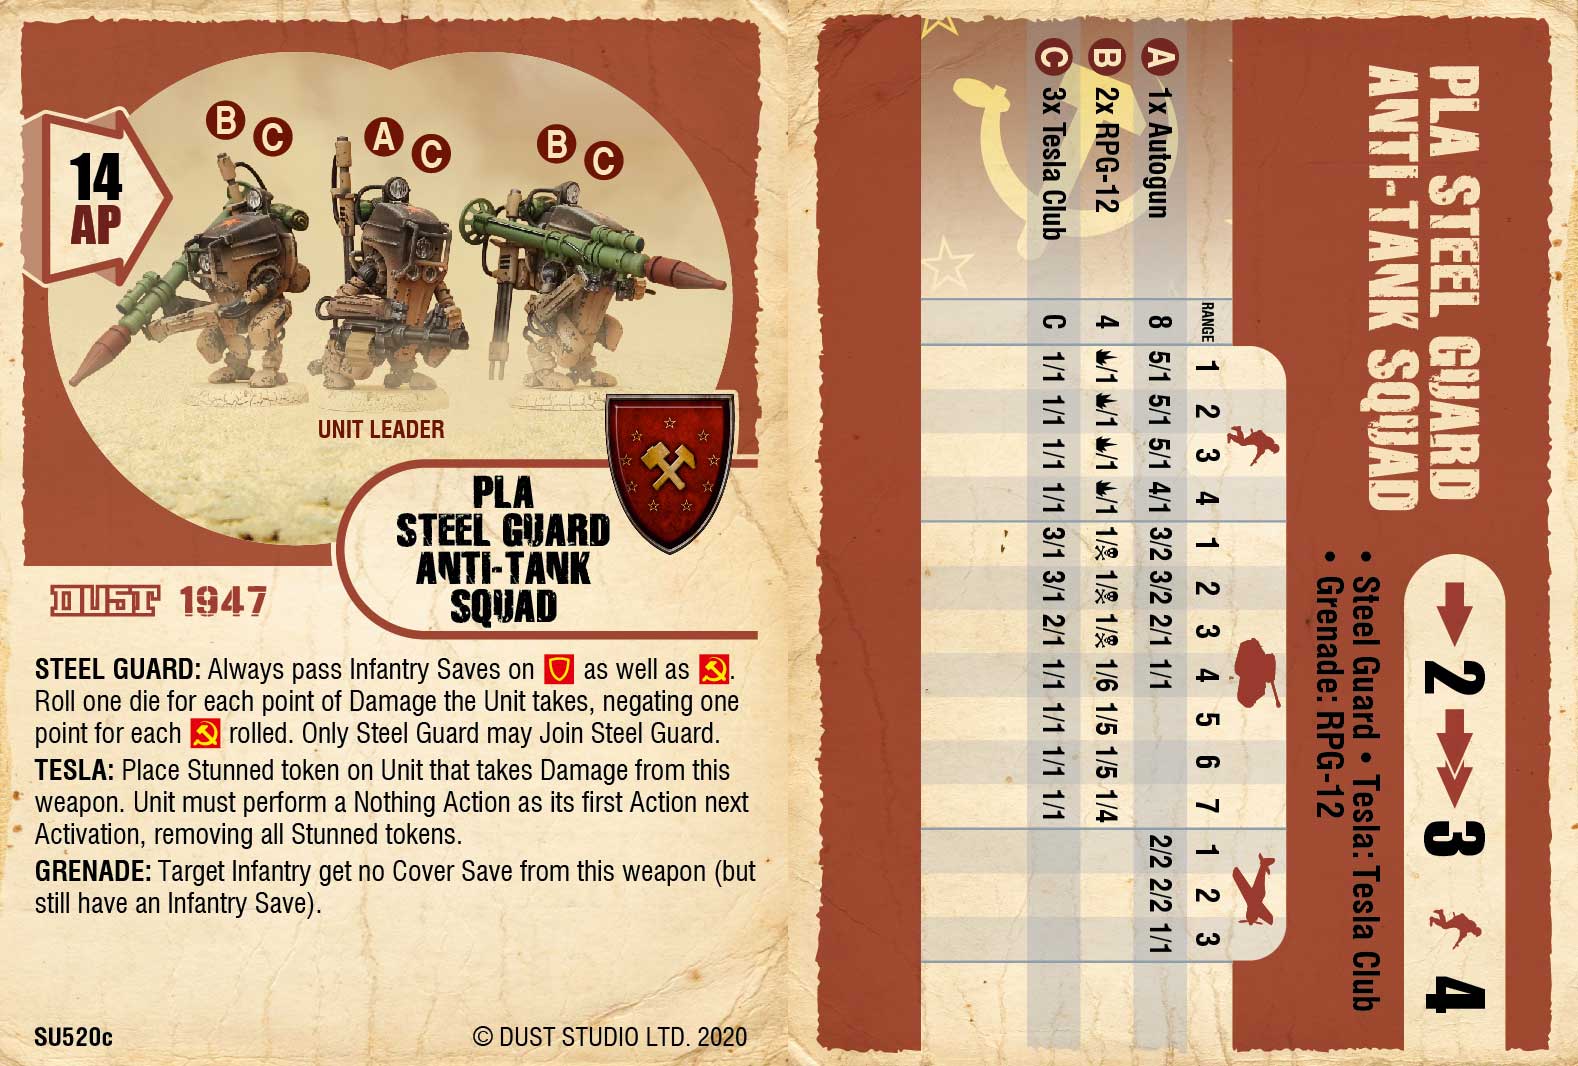 B C A C B C
14
AP
UNIT LEADER
PLA
STEEL GUARD
ANTI-TANK
SQUAD
DUST 1947
STEEL GUARD: Always pass Infantry Saves on as well as .
Roll one die for each point of Damage the Unit takes, negating one
point for each rolled. Only Steel Guard may Join Steel Guard.
TESLA: Place Stunned token on Unit that takes Damage from this
weapon. Unit must perform a Nothing Action as its first Action next
Activation, removing all Stunned tokens.
GRENADE: Target Infantry get no Cover Save from this weapon (but
still have an Infantry Save).
SU520c
© DUST STUDIO LTD. 2020
PLA STEEL GUARD
ANTI-TANK SQUAD
2 3 4
• Steel Guard • Tesla: Tesla Club
• Grenade: RPG-12
RANGE 1 2 3 4 1 2 3 4 5 6 7 1 2 3
A 1x Autogun 8 5/1 5/1 5/1 4/1 3/2 3/2 2/1 1/1 2/2 2/2 1/1
B 2x RPG-12 4 /1 /1 /1 /1 1/ 1/ 1/ 1/6 1/5 1/5 1/4
C 3x Tesla Club C 1/1 1/1 1/1 1/1 3/1 3/1 2/1 1/1 1/1 1/1 1/1